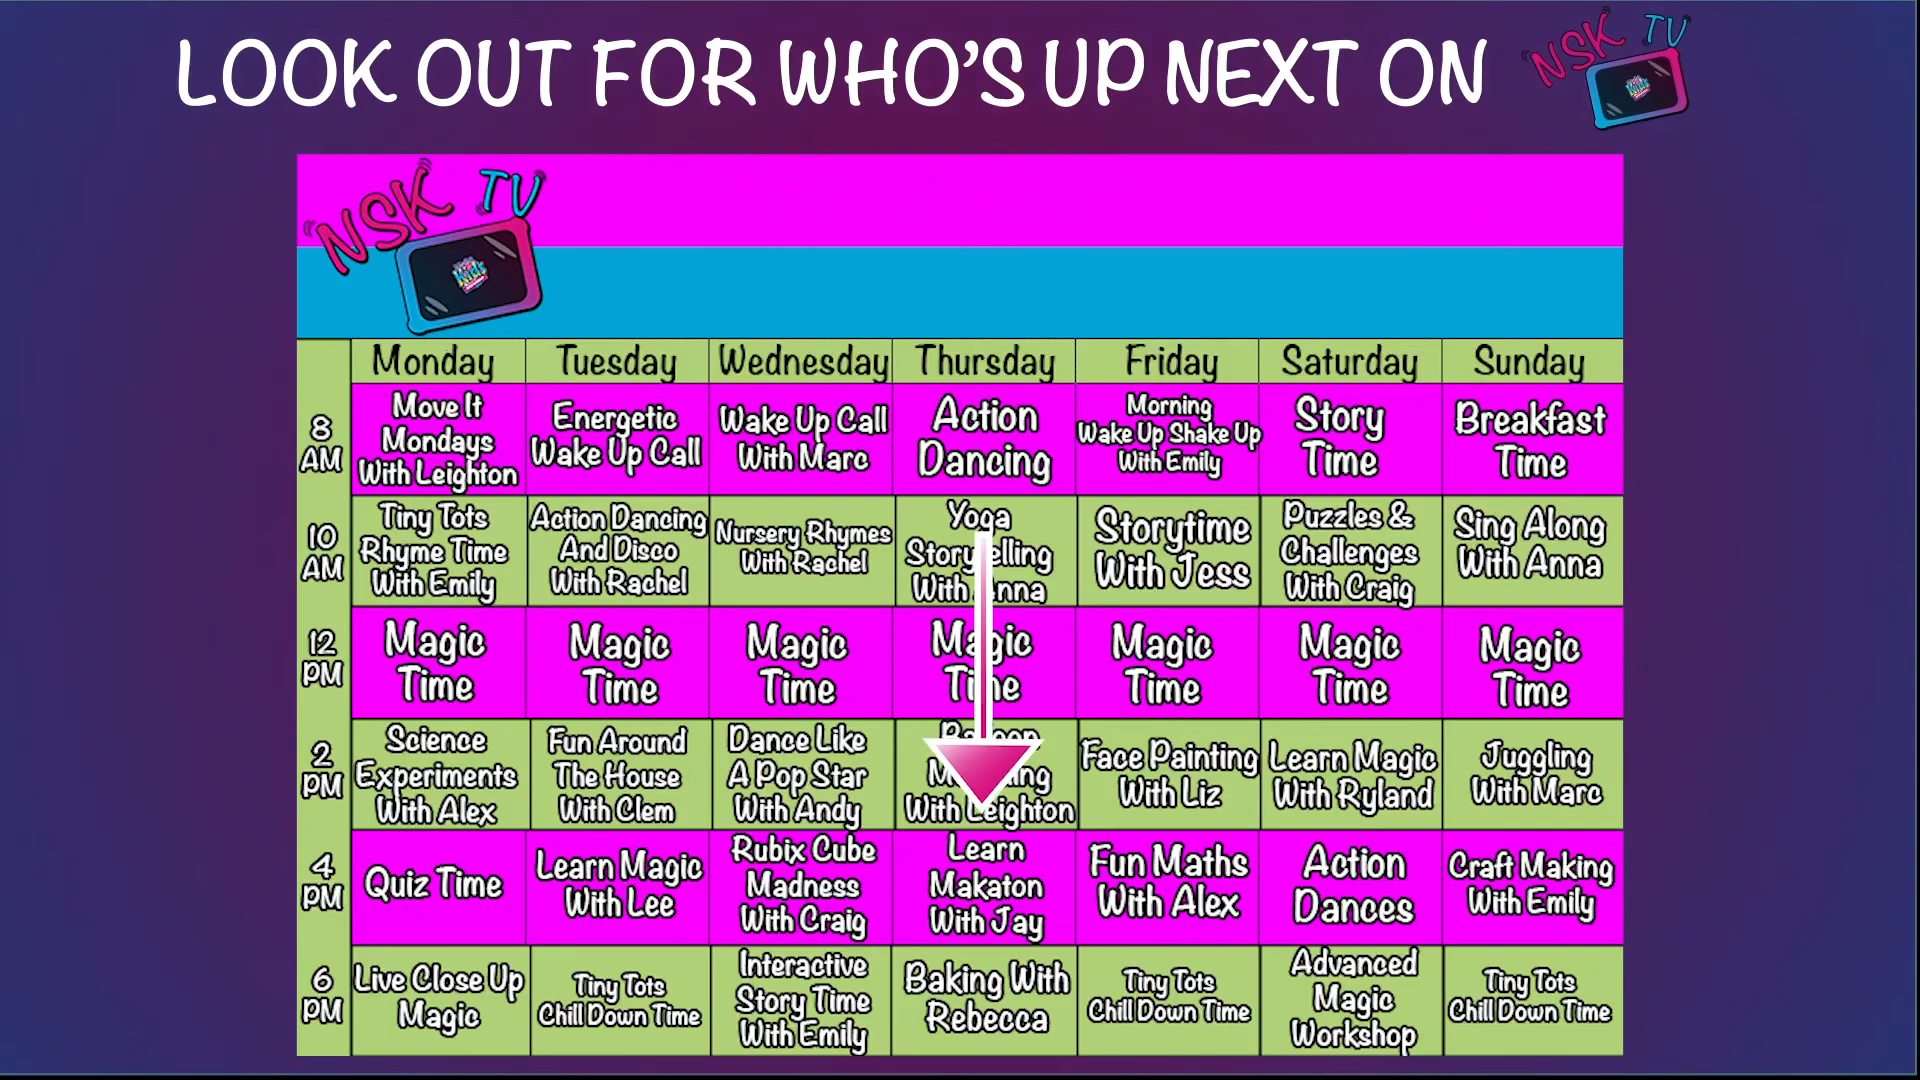 LOOK OUT FOR WHO'S UP NEXT ON
NSK TV
NSK TV
Kids
Monday Tuesday Wednesday Thursday Friday Saturday Sunday
8
AM
Move It
Mondays
With Leighton
Energetic
Wake Up Call
Wake Up Call
With Marc
Action
Dancing
Morning
Wake Up Shake Up
With Emily
Story
Time
Breakfast
Time
10
AM
Tiny Tots
Rhyme Time
With Emily
Action Dancing
And Disco
With Rachel
Nursery Rhymes
With Rachel
Yoga
Storytelling
With Anna
Storytime
With Jess
Puzzles &
Challenges
With Craig
Sing Along
With Anna
12
PM
Magic
Time
Magic
Time
Magic
Time
Magic
Time
Magic
Time
Magic
Time
Magic
Time
2
PM
Science
Experiments
With Alex
Fun Around
The House
With Clem
Dance Like
A Pop Star
With Andy
With Leighton
Face Painting
With Liz
Learn Magic
With Ryland
Juggling
With Marc
4
PM
Quiz Time
Learn Magic
With Lee
Rubix Cube
Madness
With Craig
Learn
Makaton
With Jay
Fun Maths
With Alex
Action
Dances
Craft Making
With Emily
6
PM
Live Close Up
Magic
Tiny Tots
Chill Down Time
Interactive
Story Time
With Emily
Baking With
Rebecca
Tiny Tots
Chill Down Time
Advanced
Magic
Workshop
Tiny Tots
Chill Down Time